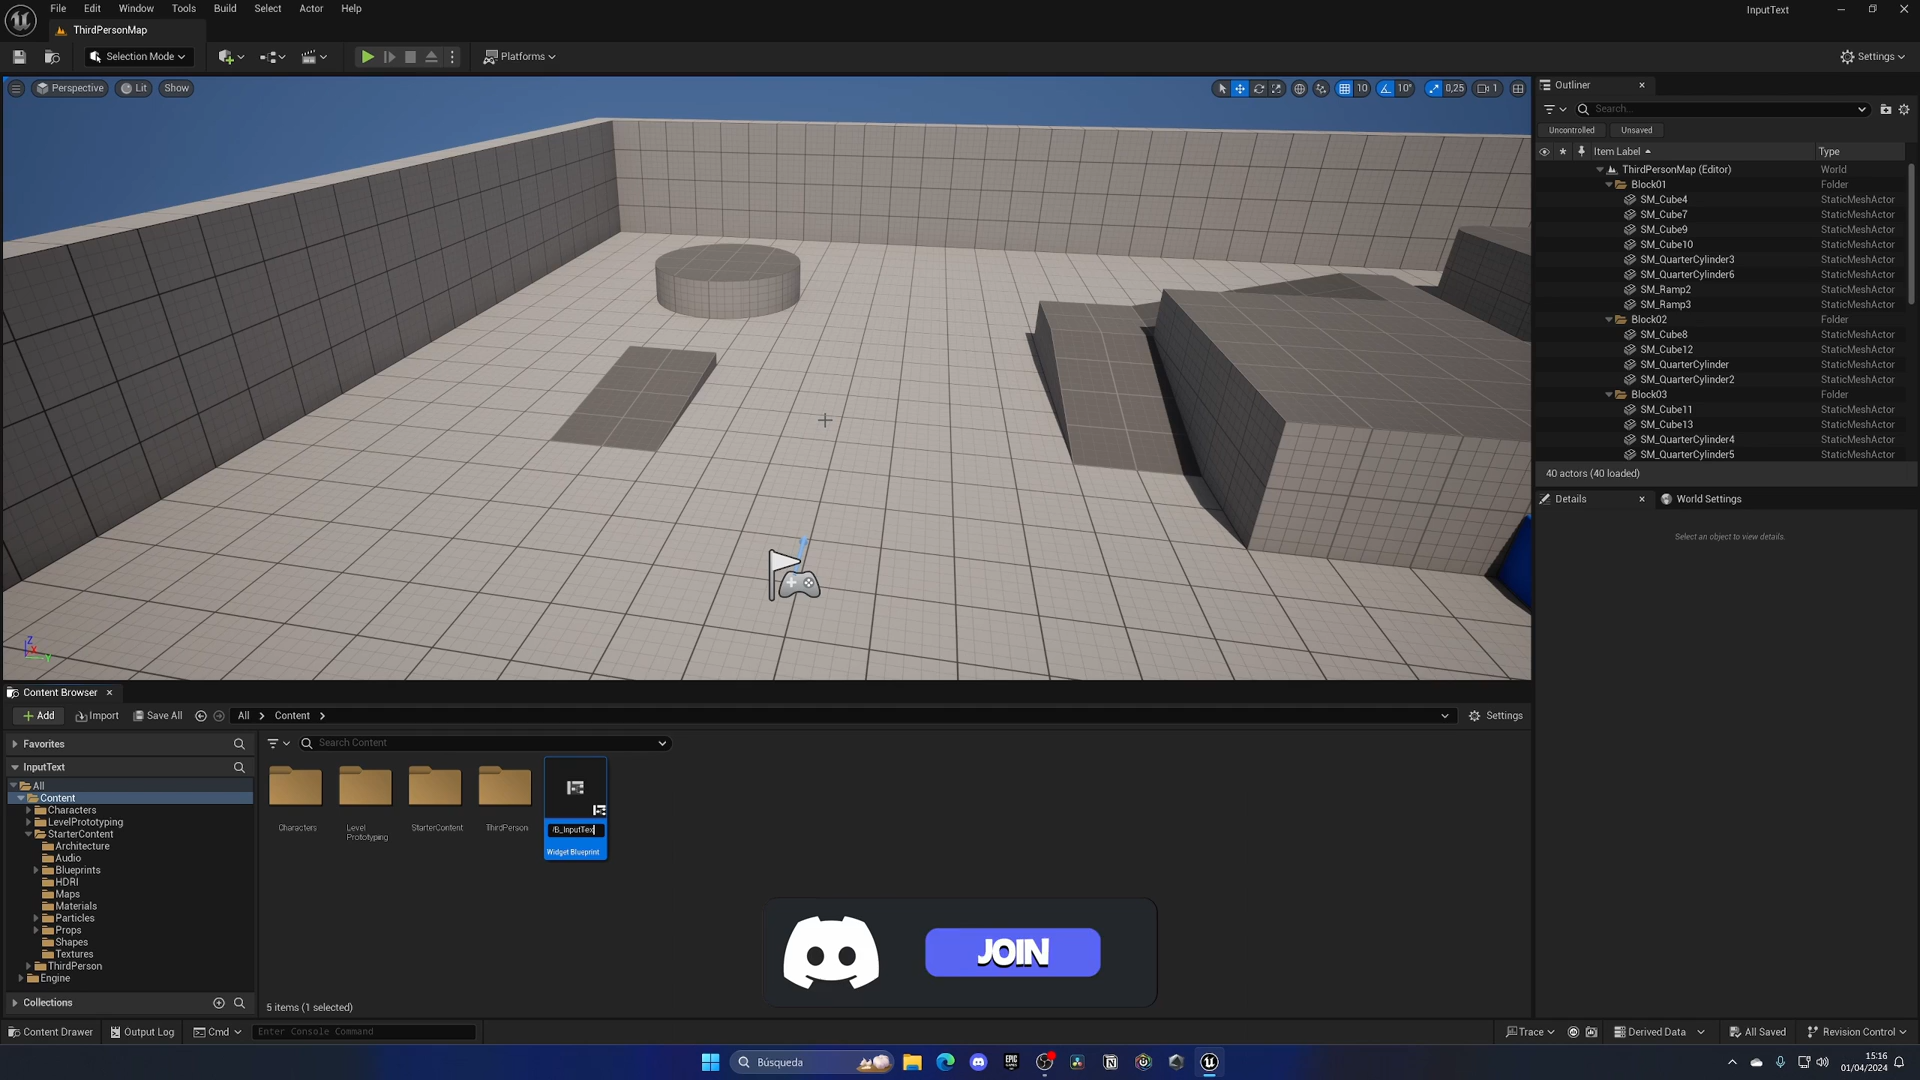 File Edit Window Tools Build Select Actor Help
InputText
ThirdPersonMap
Selection Mode
Platforms
Settings
Perspective
Lit
Show
10
10°
0,25
1
Outliner
Search...
Uncontrolled
Unsaved
Item Label
Type
ThirdPersonMap (Editor) World
Block01 Folder
SM_Cube4 StaticMeshActor
SM_Cube7 StaticMeshActor
SM_Cube9 StaticMeshActor
SM_Cube10 StaticMeshActor
SM_QuarterCylinder3 StaticMeshActor
SM_QuarterCylinder6 StaticMeshActor
SM_Ramp2 StaticMeshActor
SM_Ramp3 StaticMeshActor
Block02 Folder
SM_Cube8 StaticMeshActor
SM_Cube12 StaticMeshActor
SM_QuarterCylinder StaticMeshActor
SM_QuarterCylinder2 StaticMeshActor
Block03 Folder
SM_Cube11 StaticMeshActor
SM_Cube13 StaticMeshActor
SM_QuarterCylinder4 StaticMeshActor
SM_QuarterCylinder5 StaticMeshActor
40 actors (40 loaded)
Details
World Settings
Select an object to view details.
Z
X
Y
Content Browser
Add
Import
Save All
All
Content
Settings
Favorites
InputText
All
Content
Characters
LevelPrototyping
StarterContent
Architecture
Audio
Blueprints
HDRI
Maps
Materials
Particles
Props
Shapes
Textures
ThirdPerson
Engine
Collections
Search Content
Characters
Level
Prototyping
StarterContent
ThirdPerson
/B_InputTex
Widget Blueprint
JOIN
5 items (1 selected)
Content Drawer
Output Log
Cmd
Enter Console Command
Trace
Derived Data
All Saved
Revision Control
Búsqueda
EPIC
GAMES
15:16
01/04/2024